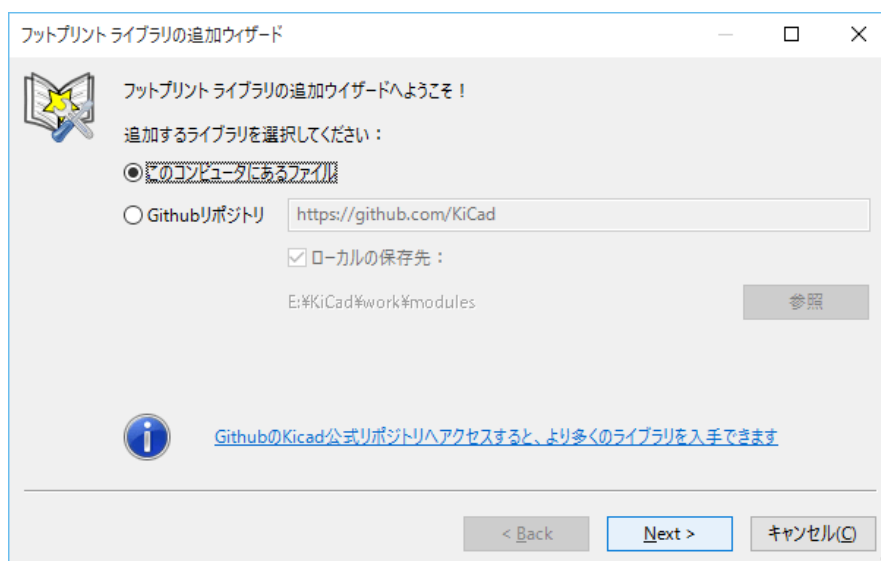 フットプリント ライブラリの追加ウィザード
フットプリント ライブラリの追加ウイザードへようこそ！
追加するライブラリを選択してください：
このコンピュータにあるファイル
Githubリポジトリ https://github.com/KiCad
ローカルの保存先：
E:¥KiCad¥work¥modules 参照
GithubのKicad公式リポジトリへアクセスすると、より多くのライブラリを入手できます
< Back Next > キャンセル(C)